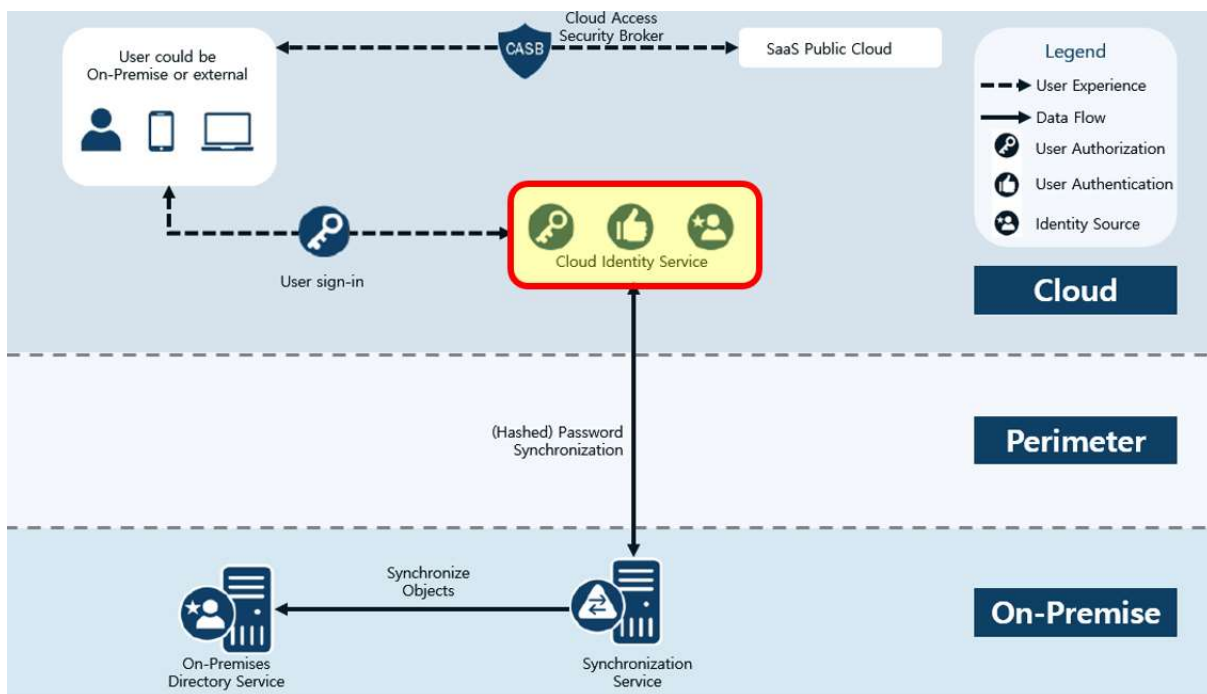 Cloud Access
Security Broker
User could be
On-Premise or external
CASB
SaaS Public Cloud
Legend
User Experience
Data Flow
User Authorization
User Authentication
Identity Source
User sign-in
Cloud Identity Service
Cloud
(Hashed) Password
Synchronization
Perimeter
Synchronize
Objects
On-Premise
On-Premises
Directory Service
Synchronization
Service